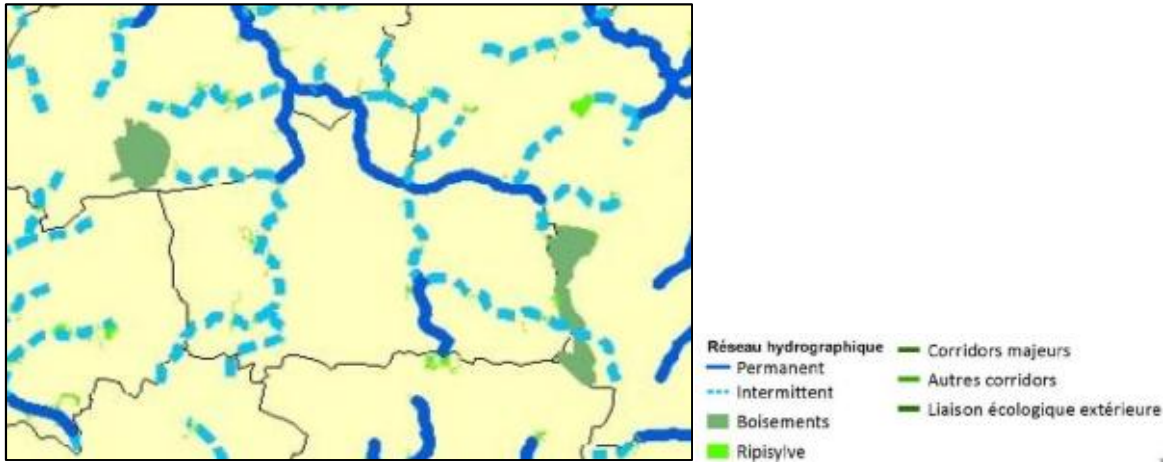 Réseau hydrographique
Permanent
Intermittent
Boisements
Ripisylve
Corridors majeurs
Autres corridors
Liaison écologique extérieure